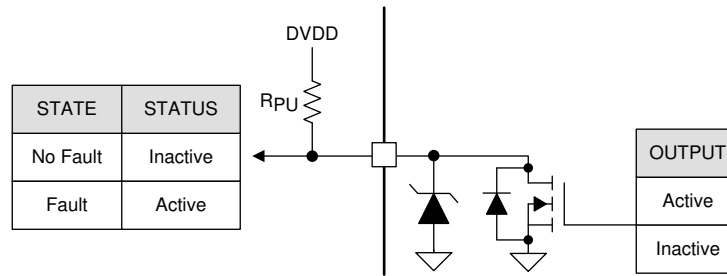 DVDD
RPU
STATE STATUS
No Fault Inactive
Fault Active
OUTPUT
Active
Inactive